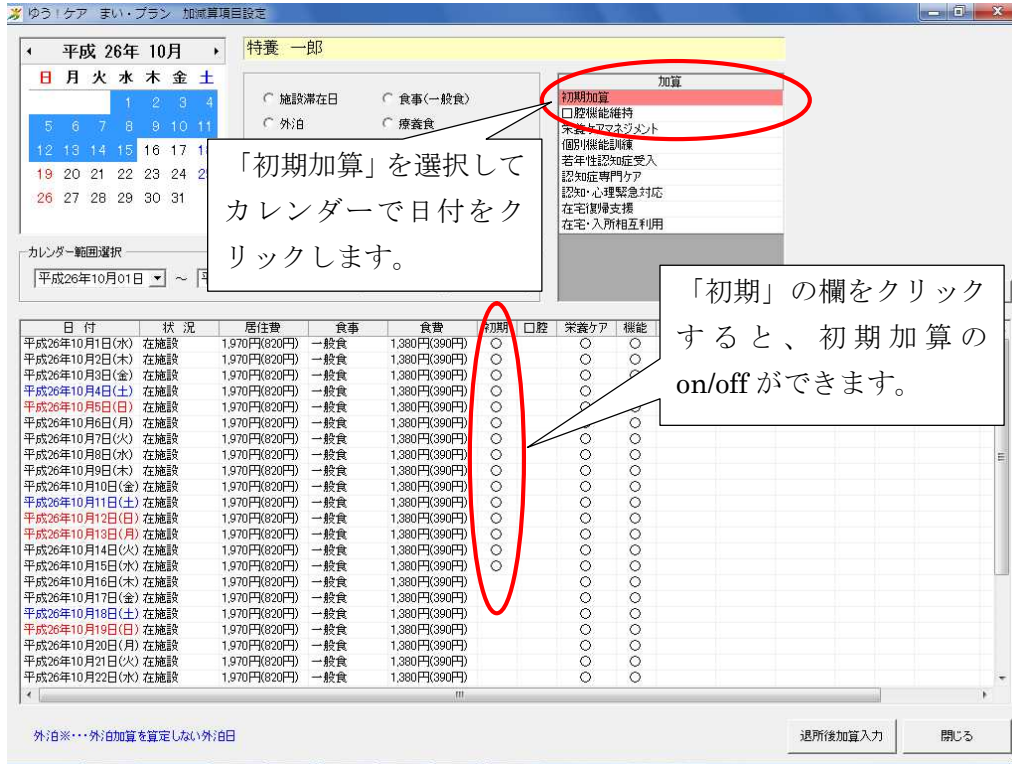 ゆう!ケア まい・プラン 加減算項目設定
平成 26年 10月
特養 一郎
日 月 火 水 木 金 土
1 2 3 4
5 6 7 8 9 10 11
12 13 14 15 16 17
19 20 21 22 23 24
26 27 28 29 30 31
施設滞在日 食事(一般食)
外泊 療養食
加算
初期加算
口腔機能維持
栄養ケアマネジメント
個別機能訓練
若年性認知症受入
認知症専門ケア
認知・心理緊急対応
在宅復帰支援
在宅・入所相互利用
「初期加算」を選択して
カレンダーで日付をク
リックします。
カレンダー範囲選択
平成26年10月01日 ~
「初期」の欄をクリック
すると、初期加算の
on/off ができます。
日 付 状 況 居住費 食事 食費 初期 口腔 栄養ケア 機能
平成26年10月1日(水) 在施設 1,970円(820円) 一般食 1,380円(390円) ○ ○ ○
平成26年10月2日(木) 在施設 1,970円(820円) 一般食 1,380円(390円) ○ ○ ○
平成26年10月3日(金) 在施設 1,970円(820円) 一般食 1,380円(390円) ○ ○ ○
平成26年10月4日(土) 在施設 1,970円(820円) 一般食 1,380円(390円) ○ ○ ○
平成26年10月5日(日) 在施設 1,970円(820円) 一般食 1,380円(390円) ○ ○ ○
平成26年10月6日(月) 在施設 1,970円(820円) 一般食 1,380円(390円) ○ ○ ○
平成26年10月7日(火) 在施設 1,970円(820円) 一般食 1,380円(390円) ○ ○ ○
平成26年10月8日(水) 在施設 1,970円(820円) 一般食 1,380円(390円) ○ ○ ○
平成26年10月9日(木) 在施設 1,970円(820円) 一般食 1,380円(390円) ○ ○ ○
平成26年10月10日(金) 在施設 1,970円(820円) 一般食 1,380円(390円) ○ ○ ○
平成26年10月11日(土) 在施設 1,970円(820円) 一般食 1,380円(390円) ○ ○ ○
平成26年10月12日(日) 在施設 1,970円(820円) 一般食 1,380円(390円) ○ ○ ○
平成26年10月13日(月) 在施設 1,970円(820円) 一般食 1,380円(390円) ○ ○ ○
平成26年10月14日(火) 在施設 1,970円(820円) 一般食 1,380円(390円) ○ ○ ○
平成26年10月15日(水) 在施設 1,970円(820円) 一般食 1,380円(390円) ○ ○ ○
平成26年10月16日(木) 在施設 1,970円(820円) 一般食 1,380円(390円) ○ ○
平成26年10月17日(金) 在施設 1,970円(820円) 一般食 1,380円(390円) ○ ○
平成26年10月18日(土) 在施設 1,970円(820円) 一般食 1,380円(390円) ○ ○
平成26年10月19日(日) 在施設 1,970円(820円) 一般食 1,380円(390円) ○ ○
平成26年10月20日(月) 在施設 1,970円(820円) 一般食 1,380円(390円) ○ ○
平成26年10月21日(火) 在施設 1,970円(820円) 一般食 1,380円(390円) ○ ○
平成26年10月22日(水) 在施設 1,970円(820円) 一般食 1,380円(390円) ○ ○
外泊※・・・外泊加算を算定しない外泊日
退所後加算入力 閉じる